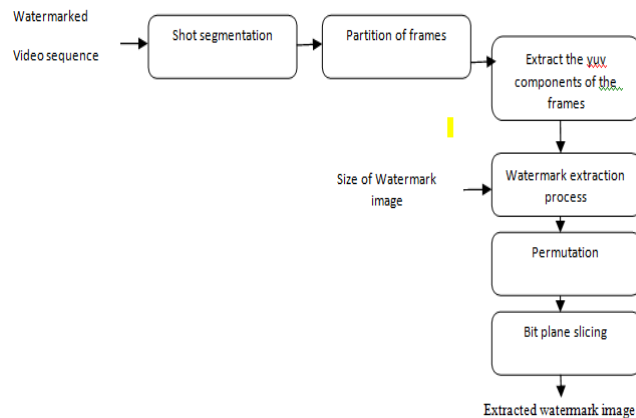 Watermarked
Video sequence
Shot segmentation
Partition of frames
Extract the yuv
components of the
frames
Size of Watermark
image
Watermark extraction
process
Permutation
Bit plane slicing
Extracted watermark image